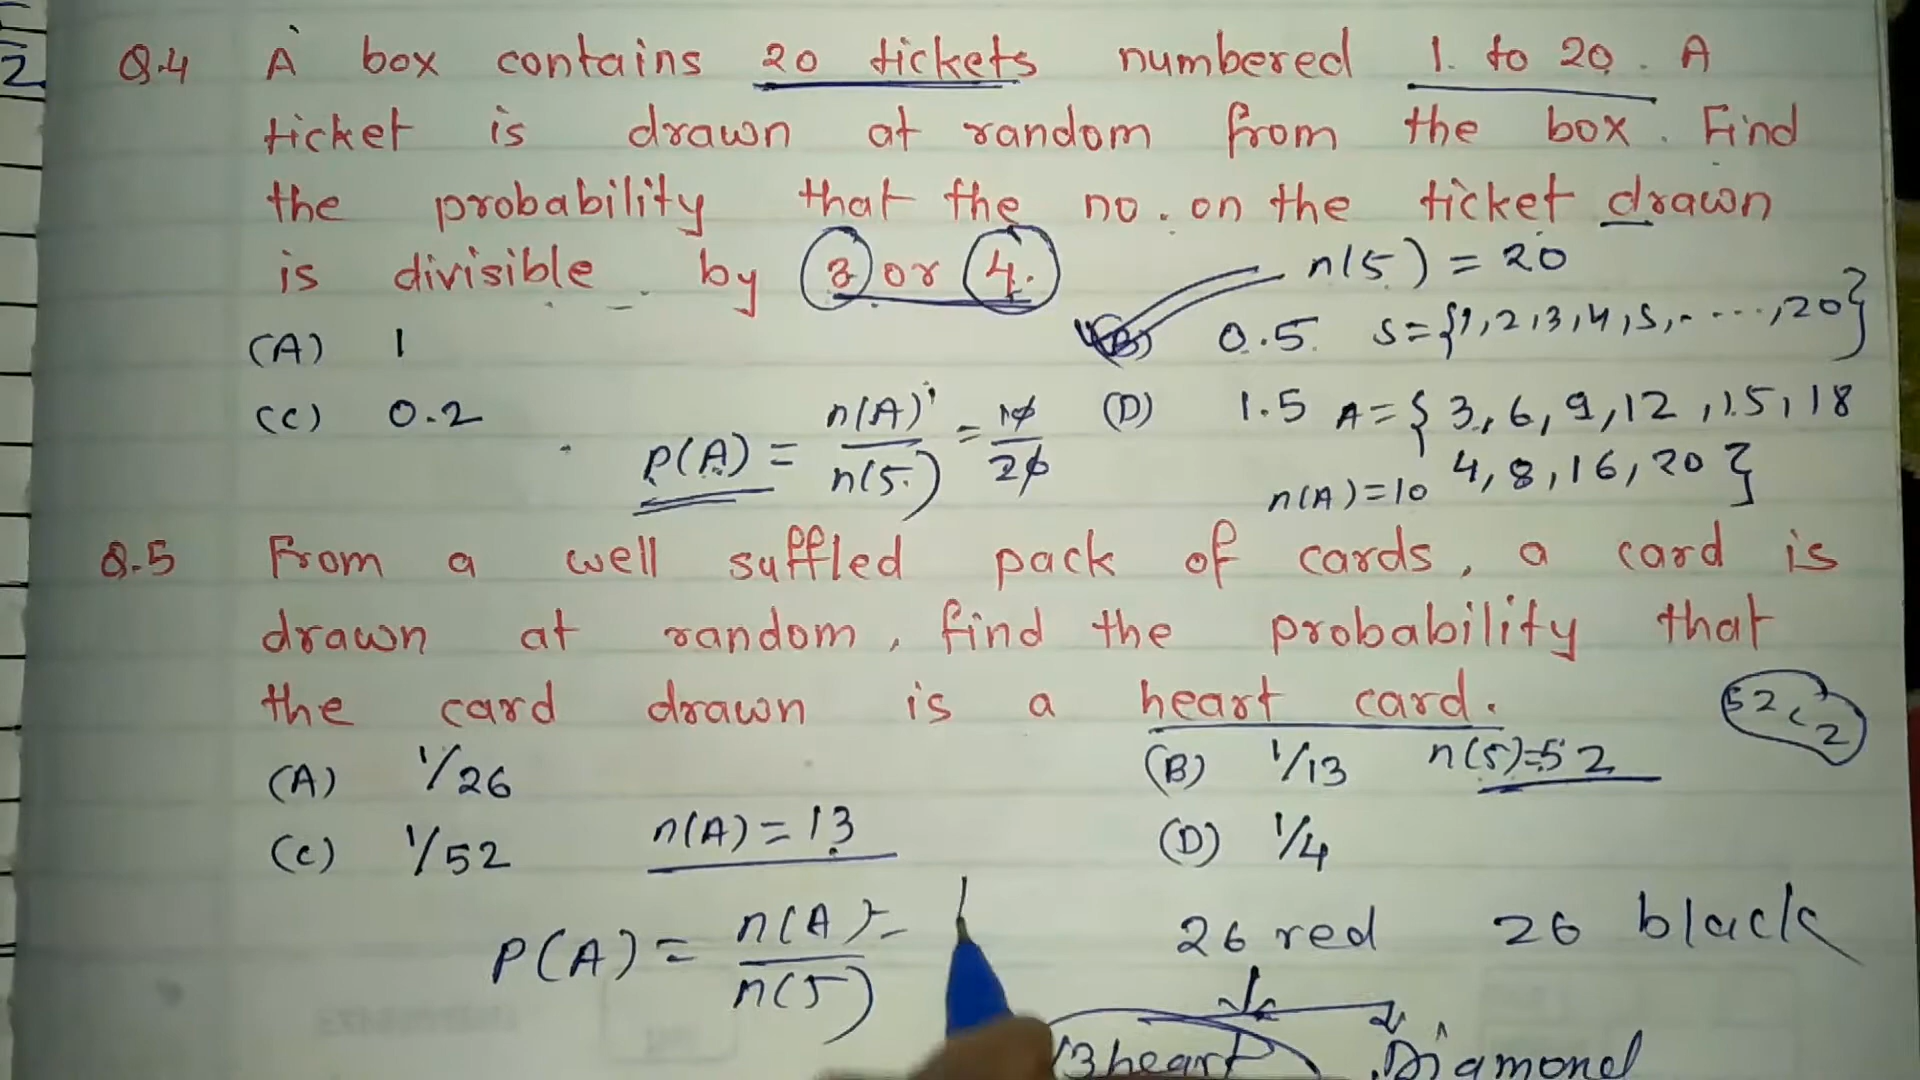 2
Q.4 A box contains 20 tickets numbered 1. to 20. A
ticket is drawn at random from the box. Find
the probability that the no. on the ticket drawn
is divisible by 3 or 4.
n(S) = 20
(A) 1
(B) 0.5 S={1,2,3,4,5,.....,20}
(C) 0.2
P(A) = n(A)/n(S) = 10/20
(D) 1.5 A={3,6,9,12,15,18
4,8,16,20}
n(A)=10
Q.5 From a well suffled pack of cards, a card is
drawn at random, find the probability that
the card drawn is a heart card.
52c2
(A) 1/26
(B) 1/13 n(S)=52
(C) 1/52 n(A)=13
(D) 1/4
P(A) = n(A)/n(S) =
26 red 26 black
13 heart Diamond